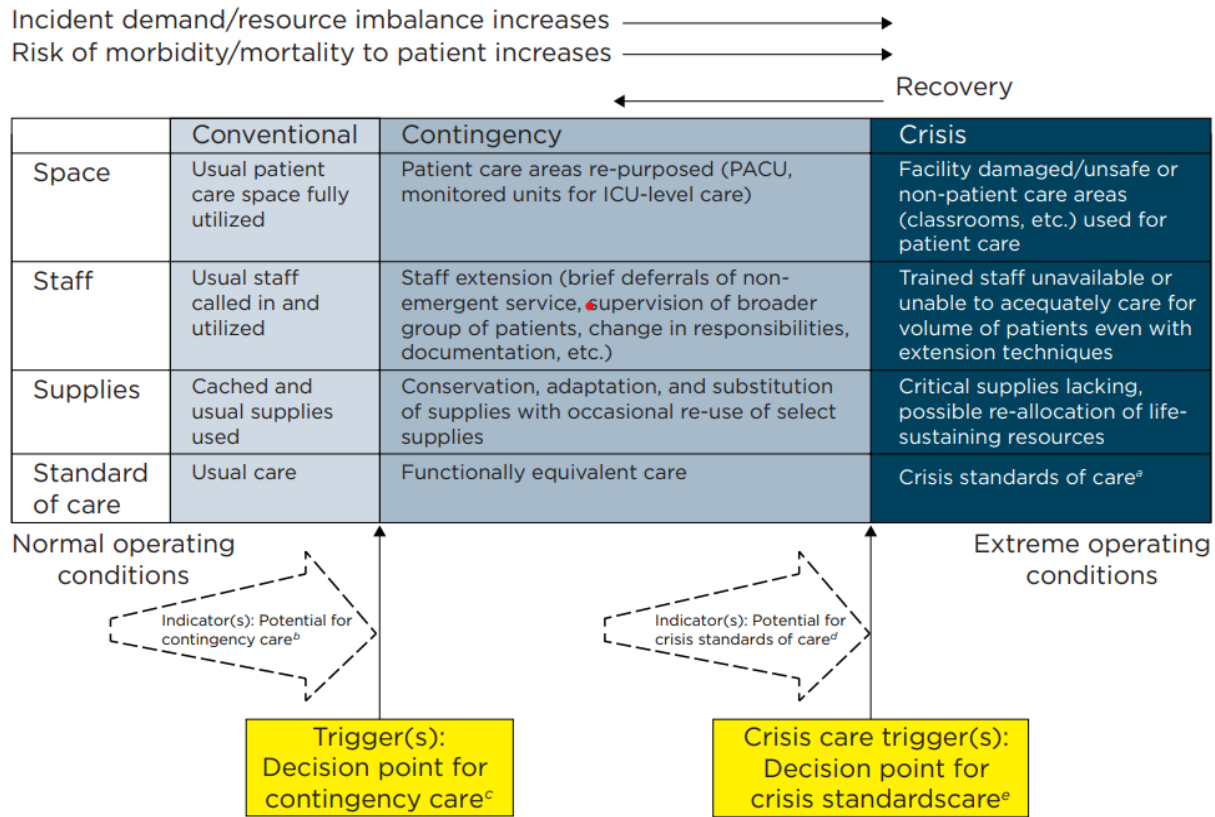 Incident demand/resource imbalance increases
Risk of morbidity/mortality to patient increases
Recovery
Conventional
Contingency
Crisis
Space
Usual patient
care space fully
utilized
Patient care areas re-purposed (PACU,
monitored units for ICU-level care)
Facility damaged/unsafe or
non-patient care areas
(classrooms, etc.) used for
patient care
Staff
Usual staff
called in and
utilized
Staff extension (brief deferrals of non-
emergent service, supervision of broader
group of patients, change in responsibilities,
documentation, etc.)
Trained staff unavailable or
unable to acequately care for
volume of patients even with
extension techniques
Supplies
Cached and
usual supplies
used
Conservation, adaptation, and substitution
of supplies with occasional re-use of select
supplies
Critical supplies lacking,
possible re-allocation of life-
sustaining resources
Standard
of care
Usual care
Functionally equivalent care
Crisis standards of care^a
Normal operating
conditions
Extreme operating
conditions
Indicator(s): Potential for
contingency care^b
Indicator(s): Potential for
crisis standards of care^d
Trigger(s):
Decision point for
contingency care^c
Crisis care trigger(s):
Decision point for
crisis standardscare^e